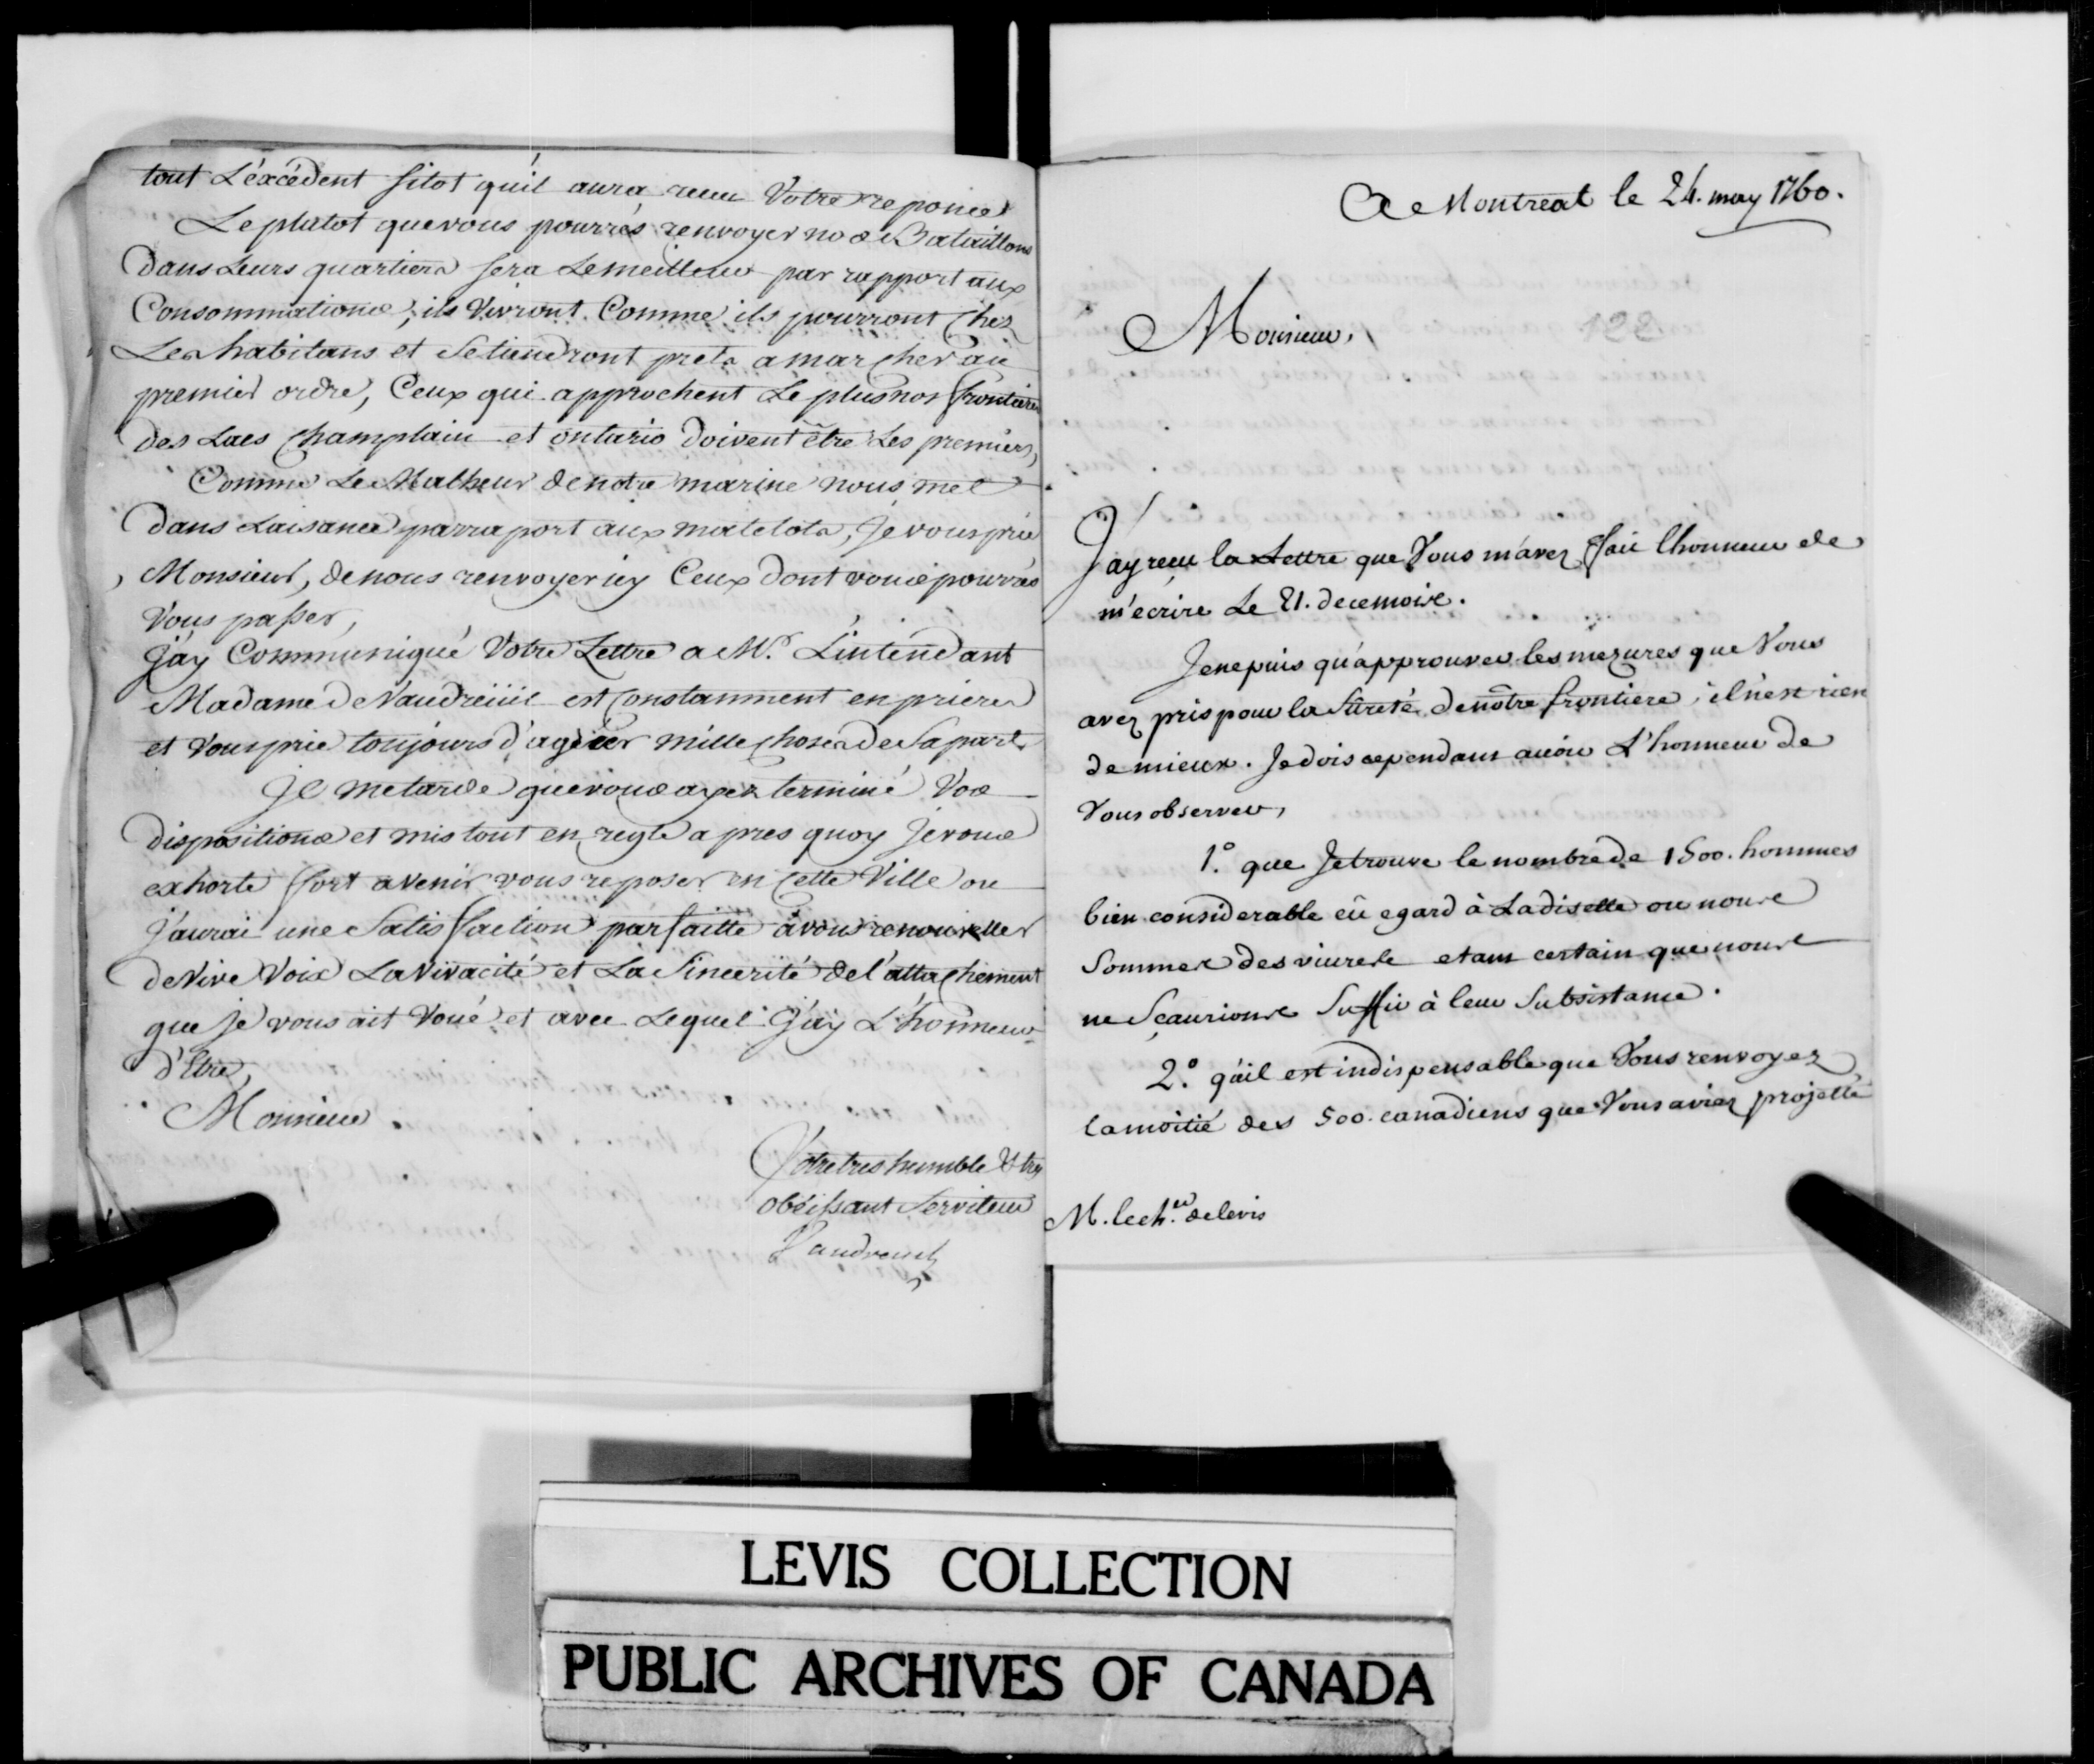 tout L'éxcédent sitot qu'il aura reçu Votre reponce
Le plutot que vous pourrés renvoyer nos Bataillons
Dans Leurs quartiers sera Le meilleur par rapport aux
Consommations, ils Vivront Comme ils pourront chez
Les habitans et se tiendront prets a marcher au
premier ordre, Ceux qui approchent Le plus nos frontieres
des Lacs champlain et ontario doivent être Les premiers,
Comme Le Malheur de notre marine nous met
Dans L'aisance par raport aux matelots, Je vous prie
Monsieur, de nous renvoyer icy Ceux dont vous pourrés
Vous passer,
J'ay Communiqué Votre Lettre a Mr. L'intendant
Madame de Vaudreüil est constamment en prieres
et vous prie toujours d'agréer mille choses de sa part
Il me tarde que vous ayez terminé Vos
Dispositions et mis tout en regle a pres quoy Je vous
exhorte fort a venir vous reposer en cette Ville ou
J'aurai une Satisfaction parfaitte à vous renouveller
de Vive Voix La Vivacité et La Sincerité de l'attachement
que Je vous ait Voué et avec Lequel J'ay L'honneur
d'Etre,
Monsieur
Votre tres humble & tres
obéissant Serviteur
Vaudreuil
A Montreal le 24. may 1760.
122
Monsieur,
J'ay reçu la Lettre que Vous m'avez fait l'honneur de
m'ecrire Le 21. de ce mois.
Je ne puis qu'approuver les mezures que Vous
avez pris pour la Sureté de nôtre frontiere, il n'est rien
de mieux. Je dois cependant avoir L'honneur de
Vous observer,
1.º que Je trouve le nombre de 1500. hommes
bien considerable eû egard à La disette ou nous
Sommes des vivres etant certain que nous
ne Sçaurions Suffir à leur Subsistance.
2.º qu'il est indispensable que Vous renvoyez
la moitié des 500. canadiens que Vous aviez projetté
M. le ch.er de levis
LEVIS COLLECTION
PUBLIC ARCHIVES OF CANADA